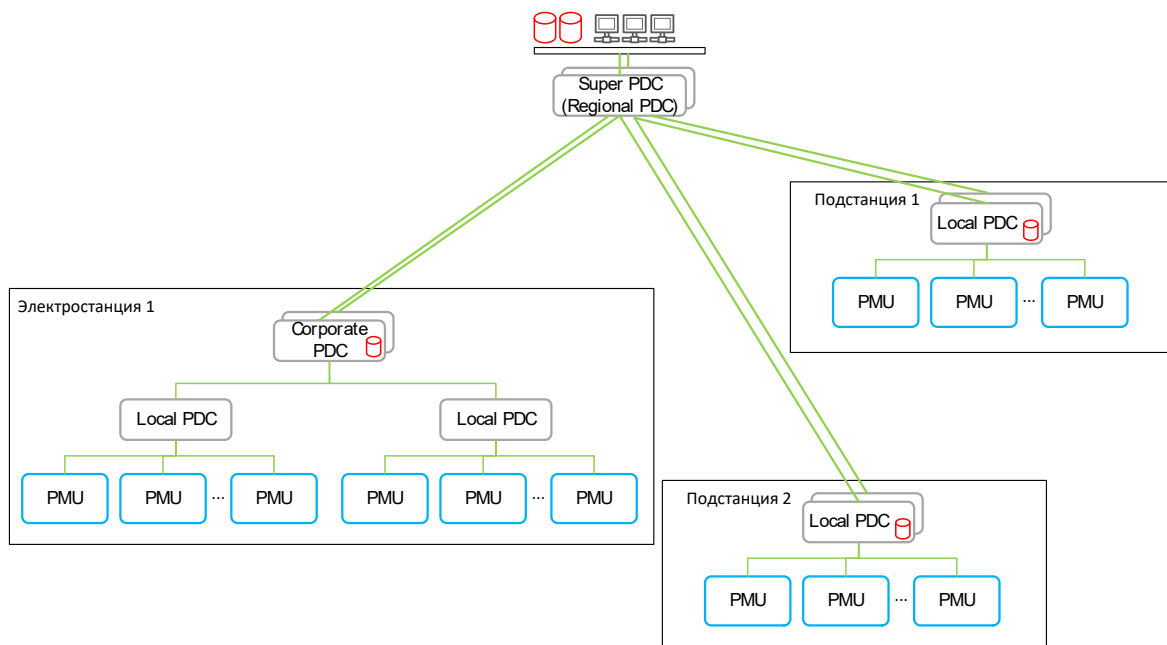 Super PDC
(Regional PDC)
Подстанция 1
Local PDC
PMU
PMU
...
PMU
Электростанция 1
Corporate
PDC
Local PDC
Local PDC
PMU
PMU
...
PMU
PMU
PMU
...
PMU
Подстанция 2
Local PDC
PMU
PMU
...
PMU